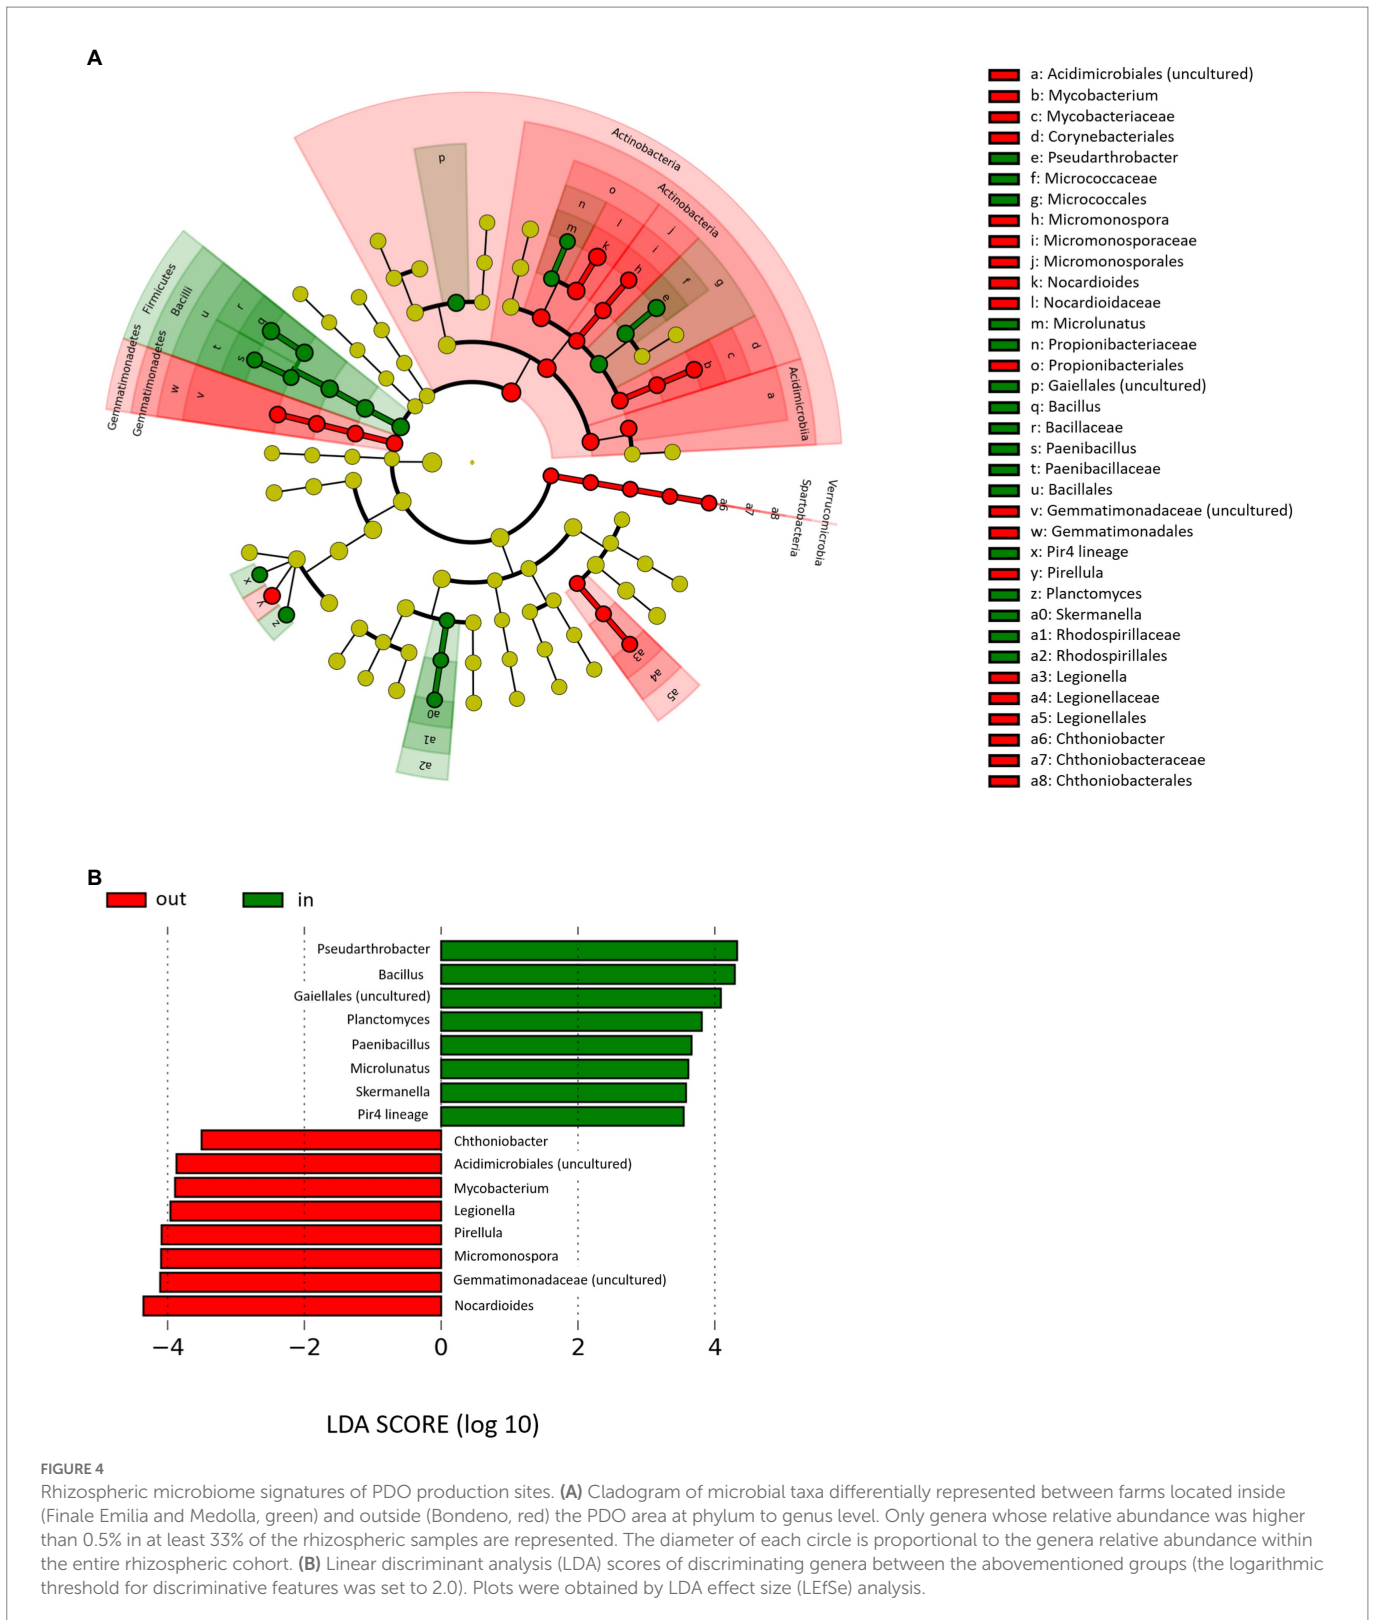 A
Actinobacteria
Actinobacteria
Acidimicrobiia
p
o
n
m
l
k
j
i
h
g
f
e
d
c
b
a
Firmicutes
Bacilli
u
r
q
t
s
Gemmatimonadetes
Gemmatimonadetes
w
v
x
y
z
a0
a1
a2
a3
a4
a5
a6
a7
a8
Spartobacteria
Verrucomicrobia
a: Acidimicrobiales (uncultured)
b: Mycobacterium
c: Mycobacteriaceae
d: Corynebacteriales
e: Pseudarthrobacter
f: Micrococcaceae
g: Micrococcales
h: Micromonospora
i: Micromonosporaceae
j: Micromonosporales
k: Nocardioides
l: Nocardioidaceae
m: Microlunatus
n: Propionibacteriaceae
o: Propionibacteriales
p: Gaiellales (uncultured)
q: Bacillus
r: Bacillaceae
s: Paenibacillus
t: Paenibacillaceae
u: Bacillales
v: Gemmatimonadaceae (uncultured)
w: Gemmatimonadales
x: Pir4 lineage
y: Pirellula
z: Planctomyces
a0: Skermanella
a1: Rhodospirillaceae
a2: Rhodospirillales
a3: Legionella
a4: Legionellaceae
a5: Legionellales
a6: Chthoniobacter
a7: Chthoniobacteraceae
a8: Chthoniobacterales
B
out in
Pseudarthrobacter
Bacillus
Gaiellales (uncultured)
Planctomyces
Paenibacillus
Microlunatus
Skermanella
Pir4 lineage
Chthoniobacter
Acidimicrobiales (uncultured)
Mycobacterium
Legionella
Pirellula
Micromonospora
Gemmatimonadaceae (uncultured)
Nocardioides
−4 −2 0 2 4
LDA SCORE (log 10)
FIGURE 4
Rhizospheric microbiome signatures of PDO production sites. (A) Cladogram of microbial taxa differentially represented between farms located inside
(Finale Emilia and Medolla, green) and outside (Bondeno, red) the PDO area at phylum to genus level. Only genera whose relative abundance was higher
than 0.5% in at least 33% of the rhizospheric samples are represented. The diameter of each circle is proportional to the genera relative abundance within
the entire rhizospheric cohort. (B) Linear discriminant analysis (LDA) scores of discriminating genera between the abovementioned groups (the logarithmic
threshold for discriminative features was set to 2.0). Plots were obtained by LDA effect size (LEfSe) analysis.